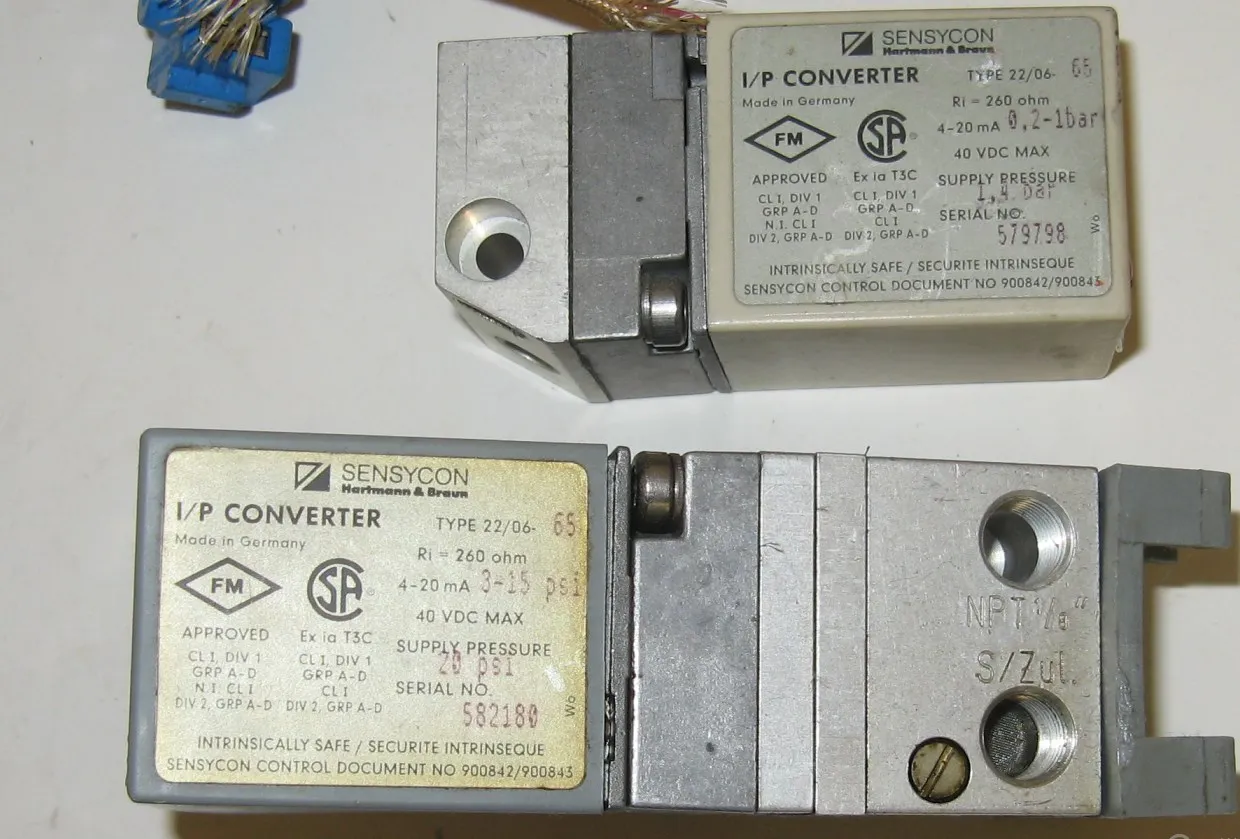 SENSYCON
Hartmann & Braun
I/P CONVERTER TYPE 22/06- 65
Made in Germany
Ri = 260 ohm
FM SA® 4-20 mA 0,2-1bar
40 VDC MAX
APPROVED Ex ia T3C SUPPLY PRESSURE
1,4 bar
CL I, DIV 1 CL I, DIV 1
GRP A-D GRP A-D SERIAL NO.
N.I. CL I CL I 579798
DIV 2, GRP A-D DIV 2, GRP A-D
Wo
INTRINSICALLY SAFE / SECURITE INTRINSEQUE
SENSYCON CONTROL DOCUMENT NO 900842/900843
SENSYCON
Hartmann & Braun
I/P CONVERTER TYPE 22/06- 65
Made in Germany
Ri = 260 ohm
FM SA® 4-20 mA 3-15 psi
40 VDC MAX
APPROVED Ex ia T3C SUPPLY PRESSURE
20 psi
CL I, DIV 1 CL I, DIV 1
GRP A-D GRP A-D SERIAL NO.
N.I. CL I CL I
DIV 2, GRP A-D DIV 2, GRP A-D 582180
Wo
INTRINSICALLY SAFE / SECURITE INTRINSEQUE
SENSYCON CONTROL DOCUMENT NO 900842/900843
NPT 1/8"
S/Zul.